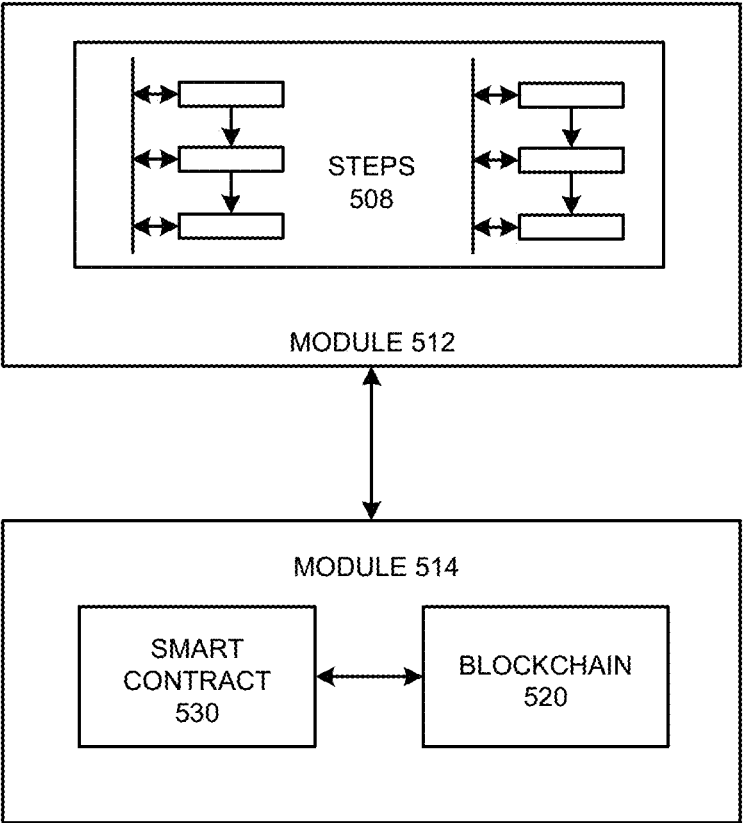 STEPS
508
MODULE 512
MODULE 514
SMART
CONTRACT
530
BLOCKCHAIN
520